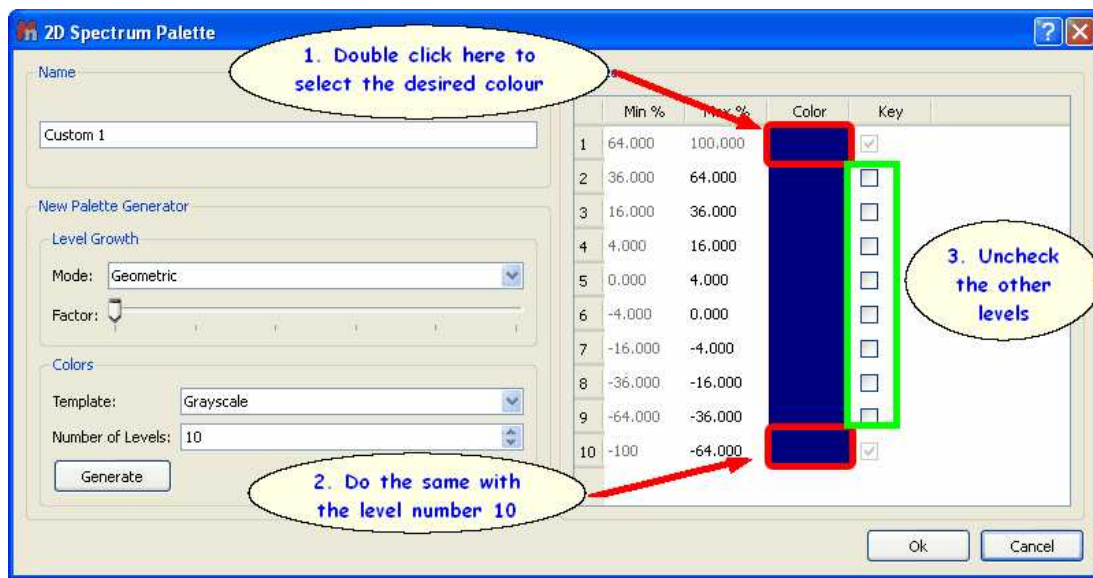 2D Spectrum Palette
1. Double click here to
select the desired colour
Name
Custom 1
New Palette Generator
Level Growth
Mode: Geometric
Factor:
Colors
Template: Grayscale
Number of Levels: 10
Generate
2. Do the same with
the level number 10
Min % Max % Color Key
1 64.000 100.000
2 36.000 64.000
3 16.000 36.000
4 4.000 16.000
5 0.000 4.000
6 -4.000 0.000
7 -16.000 -4.000
8 -36.000 -16.000
9 -64.000 -36.000
10 -100 -64.000
3. Uncheck
the other
levels
Ok Cancel